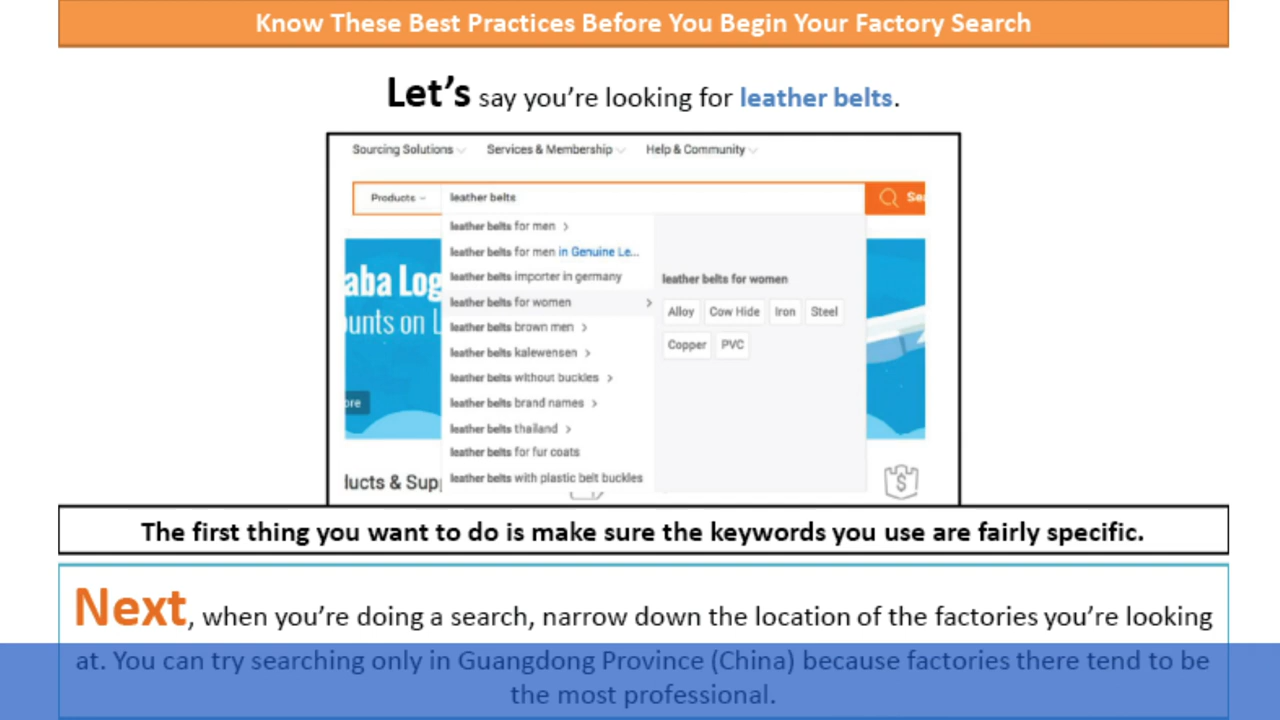 Know These Best Practices Before You Begin Your Factory Search
Let's say you're looking for leather belts.
Sourcing Solutions Services & Membership Help & Community
Products leather belts
leather belts for men
leather belts for men in Genuine Le...
leather belts importer in germany
leather belts for women
leather belts brown men
leather belts kalewensen
leather belts without buckles
leather belts brand names
leather belts thailand
leather belts for fur coats
leather belts with plastic belt buckles
leather belts for women
Alloy Cow Hide Iron Steel
Copper PVC
aba Log
ounts on L
ore
lucts & Sup
The first thing you want to do is make sure the keywords you use are fairly specific.
Next, when you're doing a search, narrow down the location of the factories you're looking
at. You can try searching only in Guangdong Province (China) because factories there tend to be
the most professional.